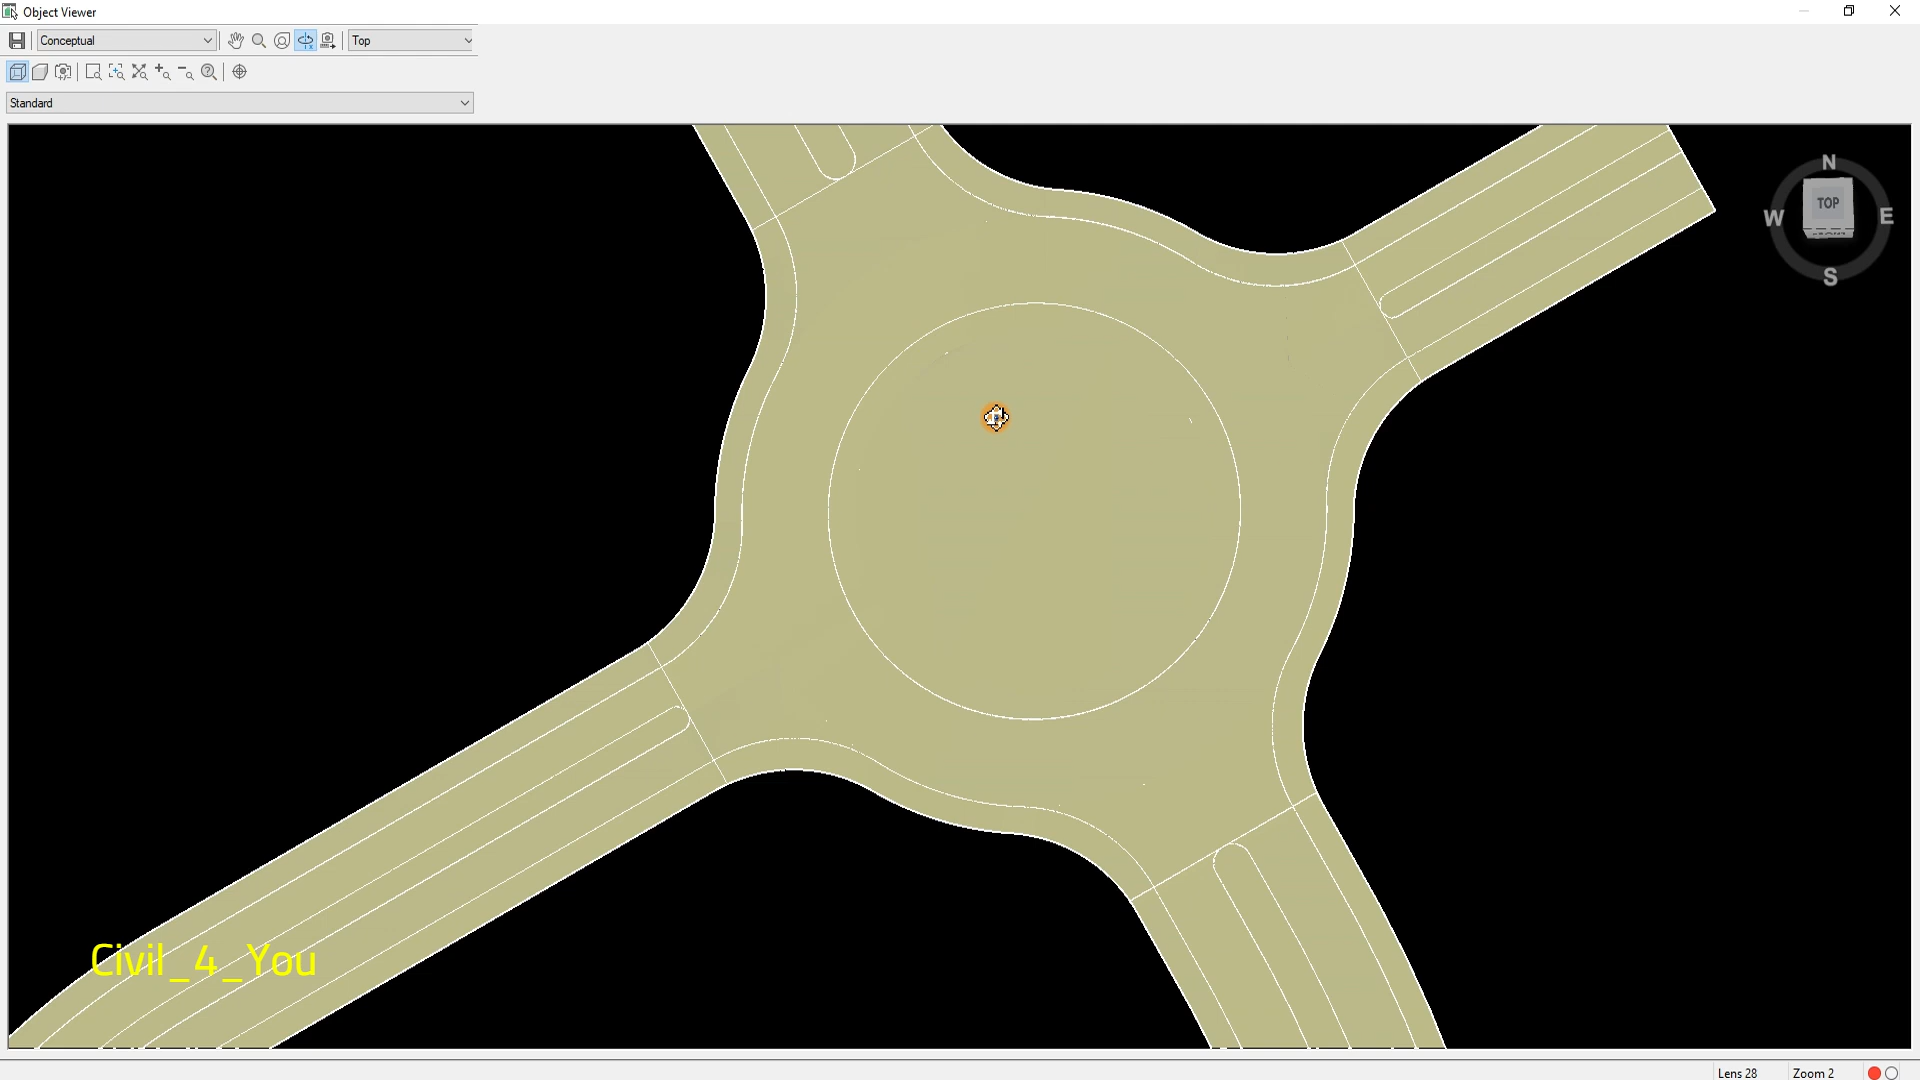 Object Viewer
Conceptual
Top
Standard
N
W
TOP
E
S
Civil_4_You
Lens 28
Zoom 2